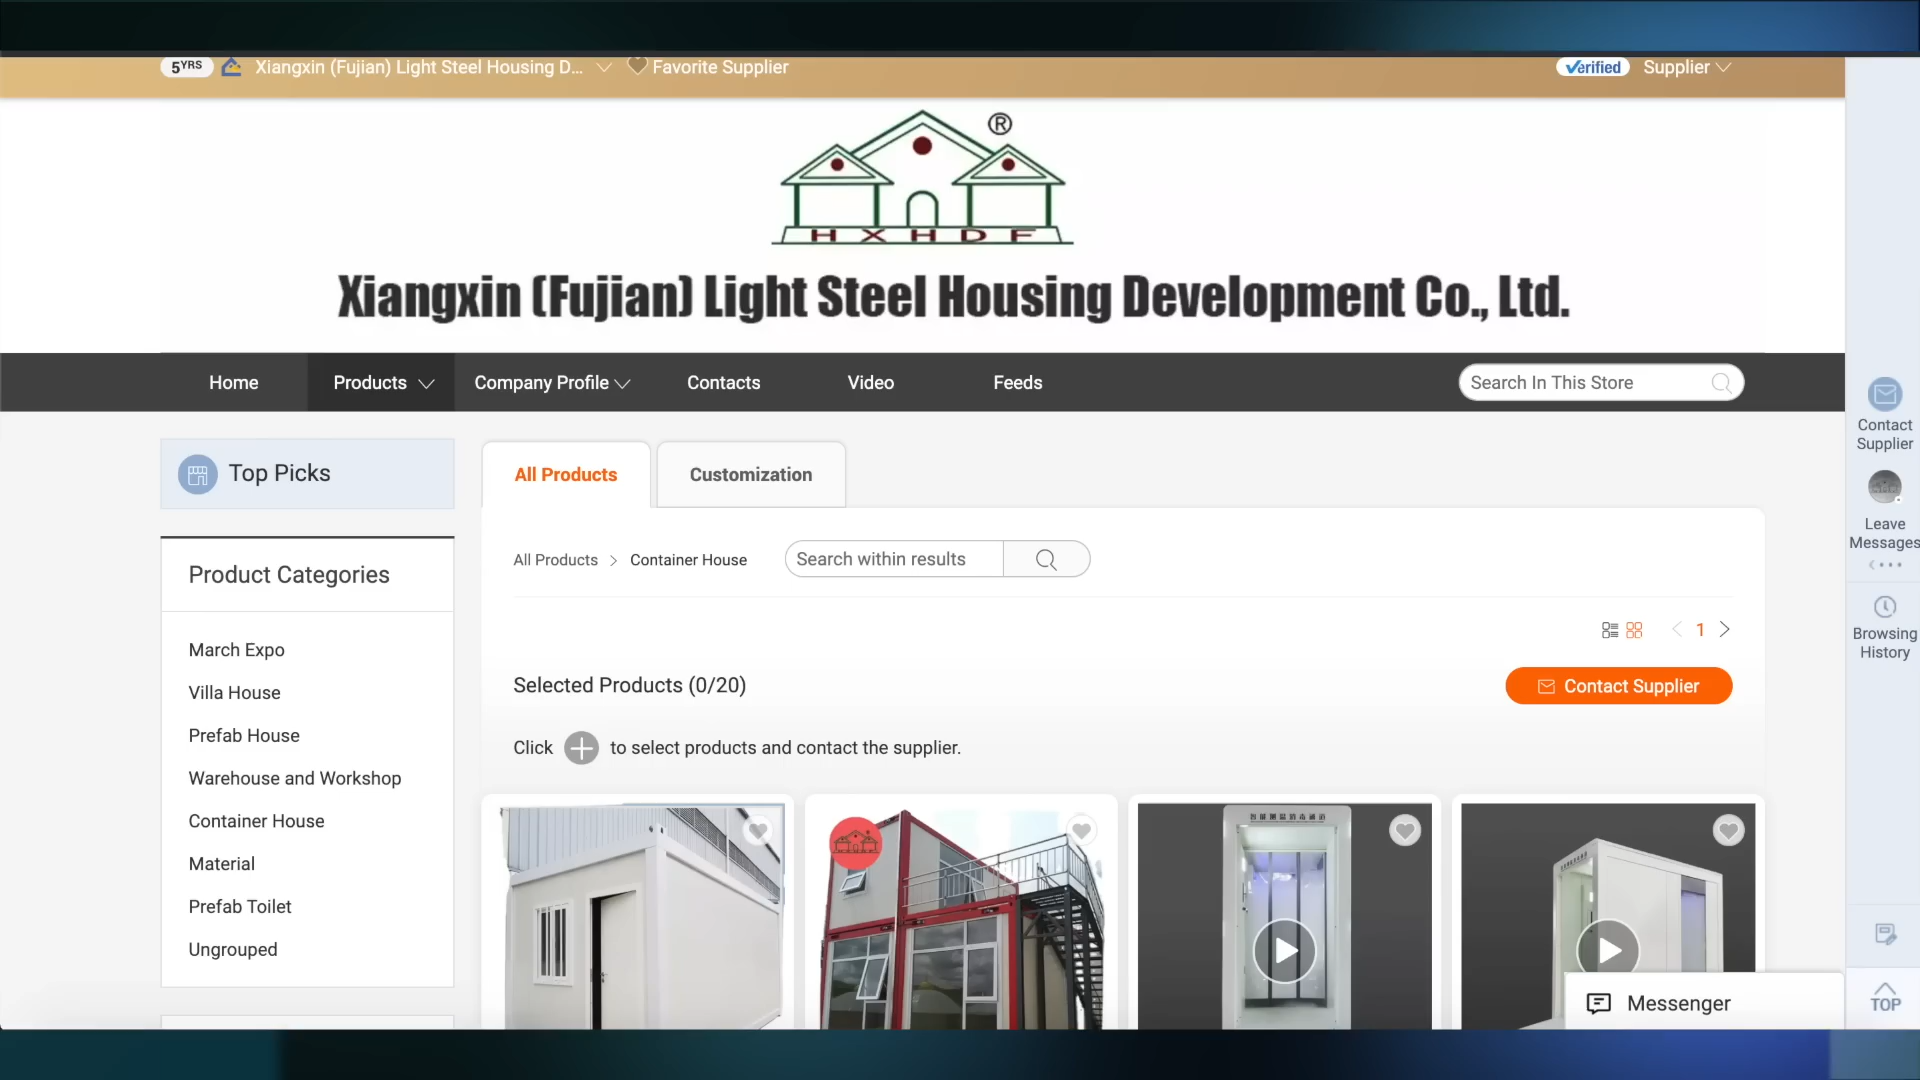 5YRS Xiangxin (Fujian) Light Steel Housing D... Favorite Supplier
Verified Supplier
®
HXHDF
Xiangxin (Fujian) Light Steel Housing Development Co., Ltd.
Home Products Company Profile Contacts Video Feeds Search In This Store
Top Picks
All Products Customization
Contact
Supplier
Leave
Messages
Browsing
History
Product Categories
March Expo
Villa House
Prefab House
Warehouse and Workshop
Container House
Material
Prefab Toilet
Ungrouped
All Products > Container House Search within results
1
Selected Products (0/20)
Contact Supplier
Click + to select products and contact the supplier.
Messenger
TOP